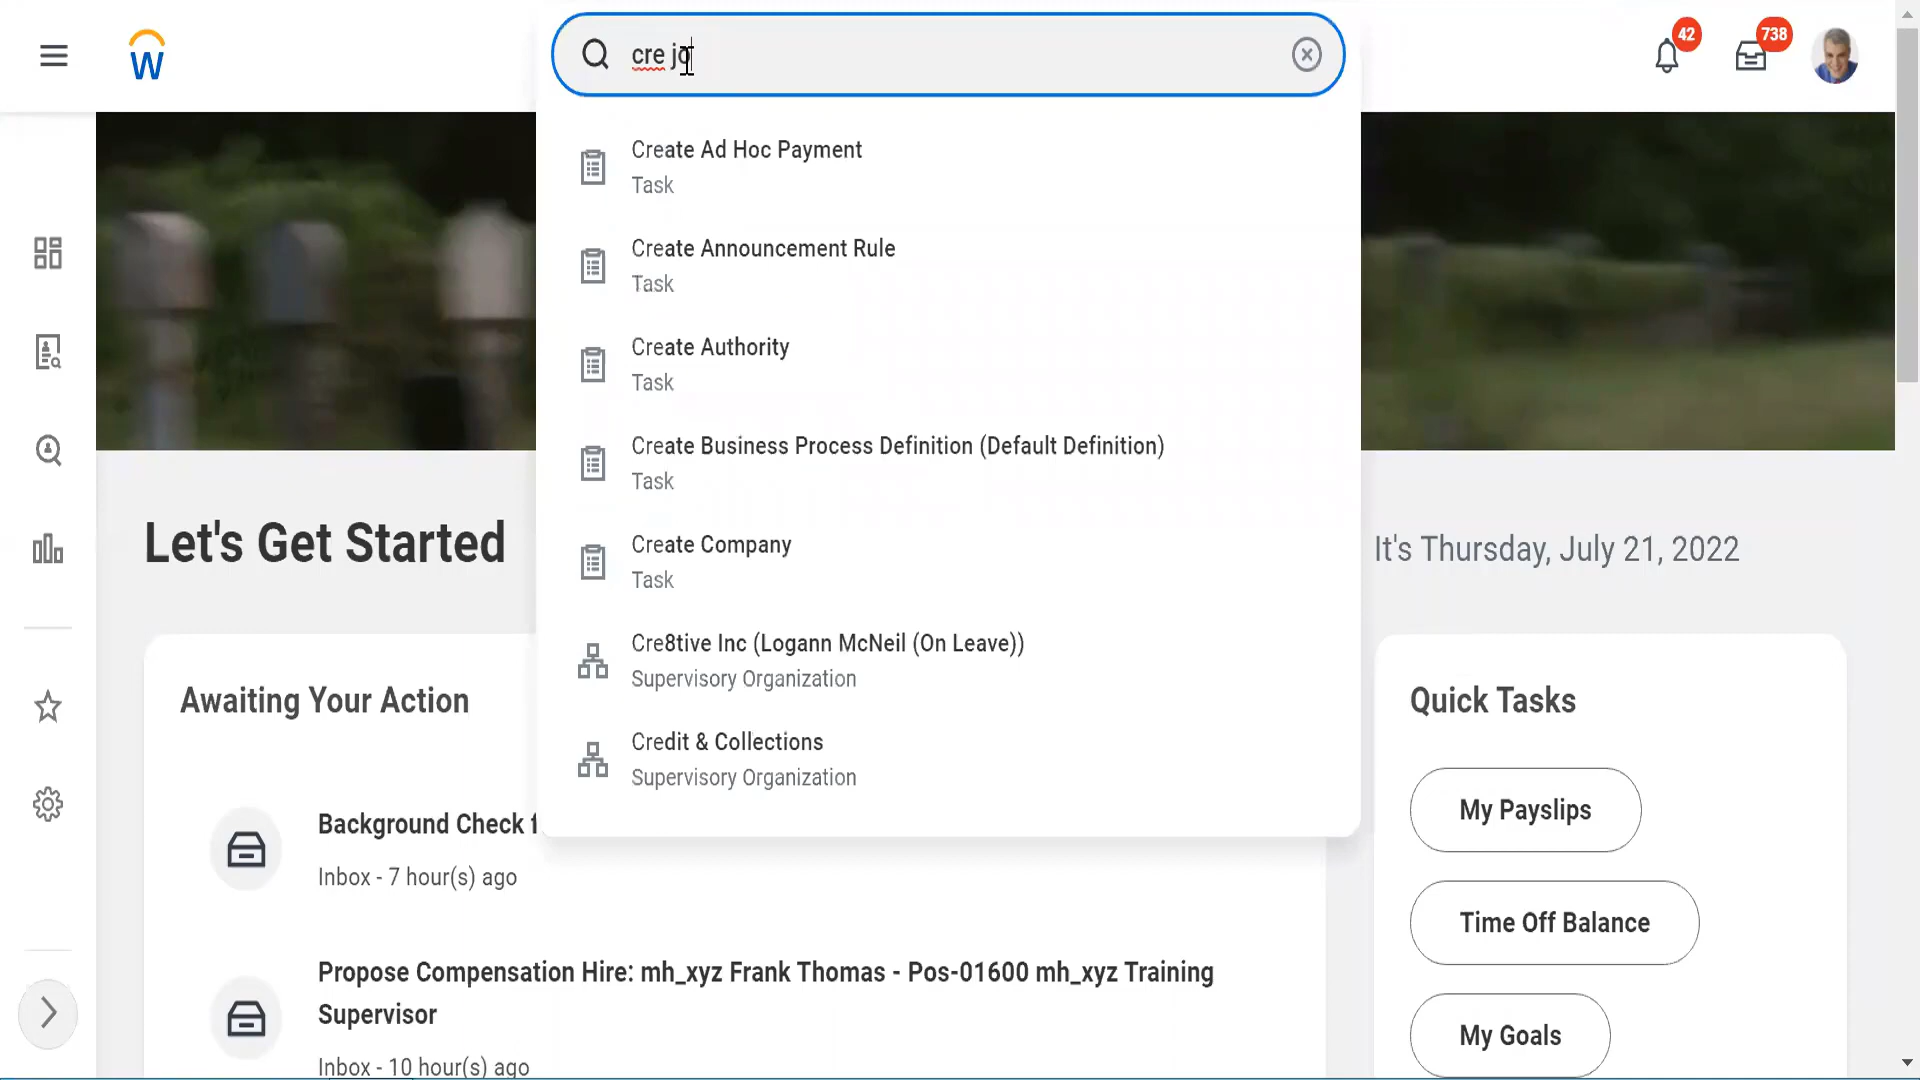 W
cre jo
42
738
Create Ad Hoc Payment
Task
Create Announcement Rule
Task
Create Authority
Task
Create Business Process Definition (Default Definition)
Task
Create Company
Task
Cre8tive Inc (Logann McNeil (On Leave))
Supervisory Organization
Credit & Collections
Supervisory Organization
Let's Get Started
It's Thursday, July 21, 2022
Awaiting Your Action
Background Check f
Inbox - 7 hour(s) ago
Propose Compensation Hire: mh_xyz Frank Thomas - Pos-01600 mh_xyz Training
Supervisor
Inbox - 10 hour(s) ago
Quick Tasks
My Payslips
Time Off Balance
My Goals